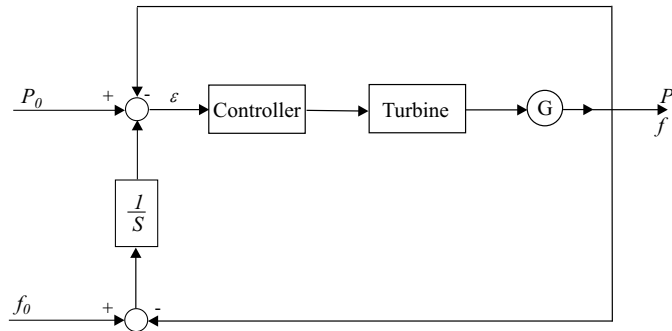 P0 + - ε Controller Turbine G P
f
1
S
f0 + -